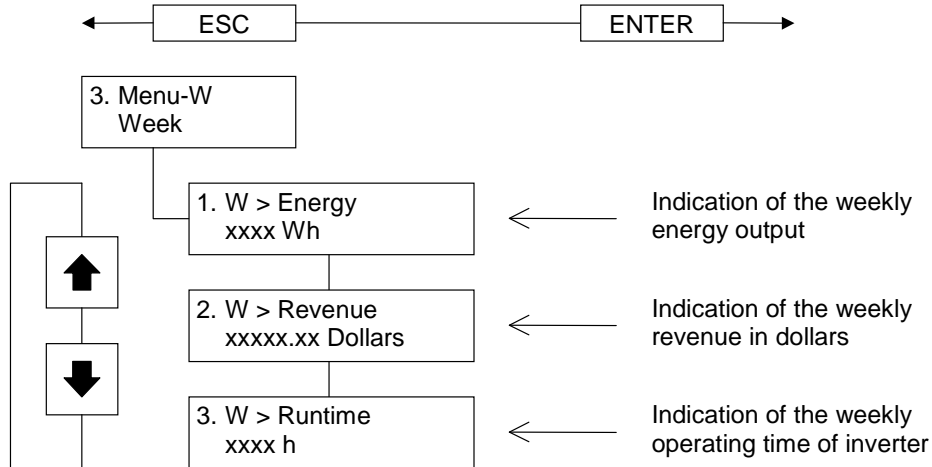 ESC
ENTER
3. Menu-W
Week
1. W > Energy
xxxx Wh
Indication of the weekly
energy output
2. W > Revenue
xxxxx.xx Dollars
Indication of the weekly
revenue in dollars
3. W > Runtime
xxxx h
Indication of the weekly
operating time of inverter